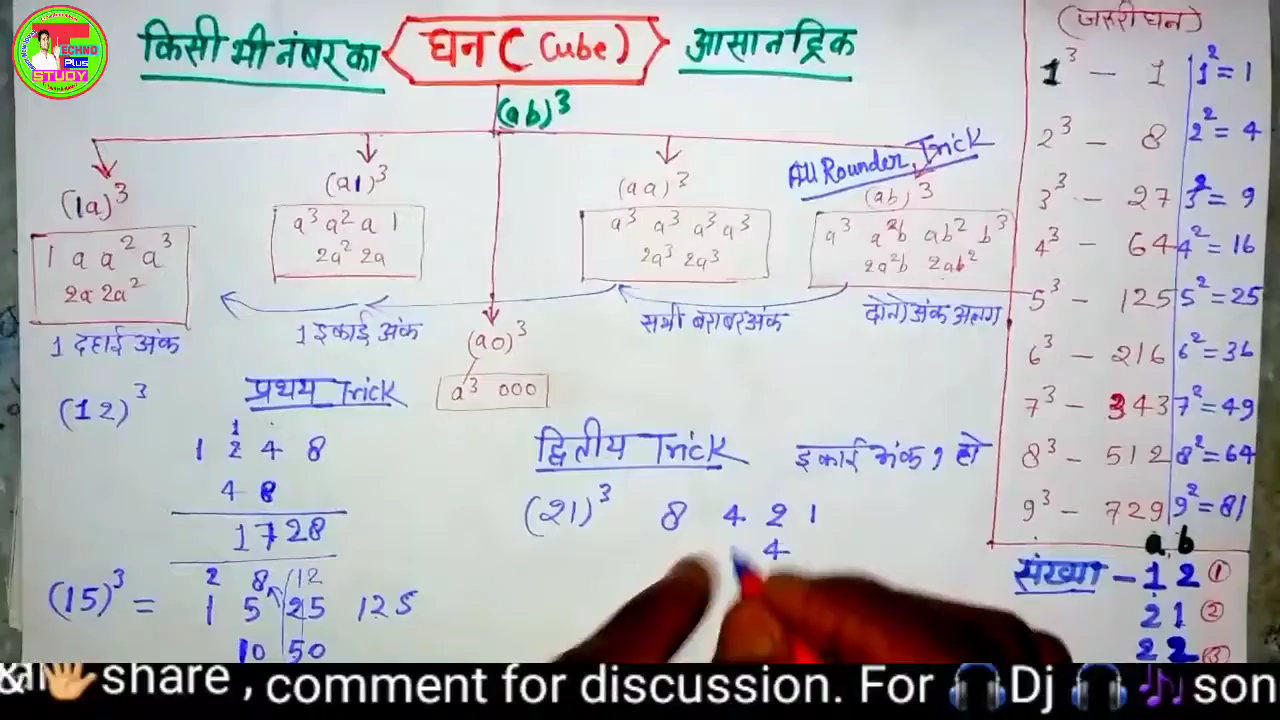 TECHNO Plus STUDY
किसी भी नंबर का घन ( Cube) आसान ट्रिक
(ab)³
All Rounder Trick
(1a)³
1 a a² a³
2a 2a²
1 दहाई अंक
(a1)³
a³ a² a 1
2a² 2a
1 इकाई अंक
(aa)³
a³ a³ a³ a³
2a³ 2a³
सभी बराबर अंक
(ab)³
a³ a²b ab² b³
2a²b 2ab²
दोनो अंक अलग
(a0)³
a³ 000
प्रथम Trick
(12)³
1
1 2 4 8
4 8
1728
(15)³ =
2 8 12
1 5 25 125
10 50
द्वितीय Trick इकाई अंक 1 हो
(21)³ 8 4 2 1
4
(जरुरी घन)
1³ - 1 1² = 1
2³ - 8 2² = 4
3³ - 27 3² = 9
4³ - 64 4² = 16
5³ - 125 5² = 25
6³ - 216 6² = 36
7³ - 343 7² = 49
8³ - 512 8² = 64
9³ - 729 9² = 81
a b
संख्या - 12 ①
21 ②
22 ③
share , comment for discussion. For 🎧Dj 🎧🎶 son